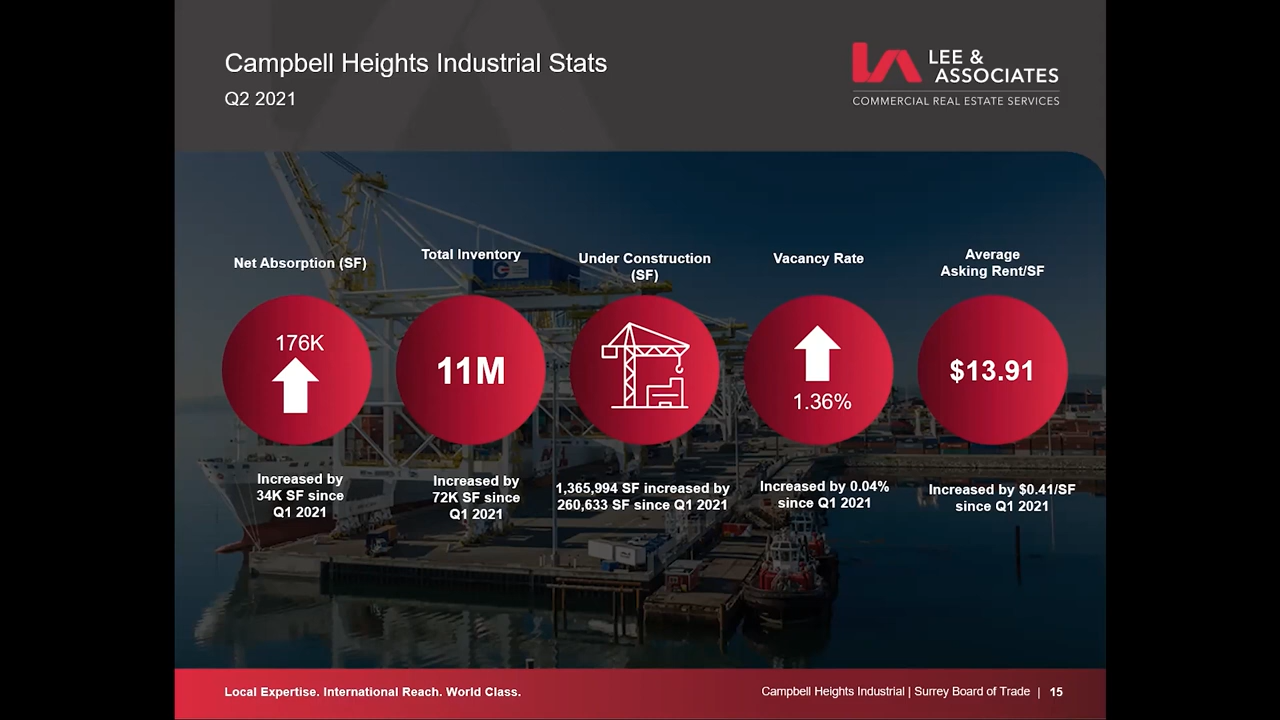 Campbell Heights Industrial Stats
Q2 2021
LEE &
ASSOCIATES
COMMERCIAL REAL ESTATE SERVICES
Net Absorption (SF)
176K
Increased by
34K SF since
Q1 2021
Total Inventory
11M
Increased by
72K SF since
Q1 2021
Under Construction
(SF)
1,365,994 SF increased by
260,633 SF since Q1 2021
Vacancy Rate
1.36%
Increased by 0.04%
since Q1 2021
Average
Asking Rent/SF
$13.91
Increased by $0.41/SF
since Q1 2021
Local Expertise. International Reach. World Class.
Campbell Heights Industrial | Surrey Board of Trade | 15